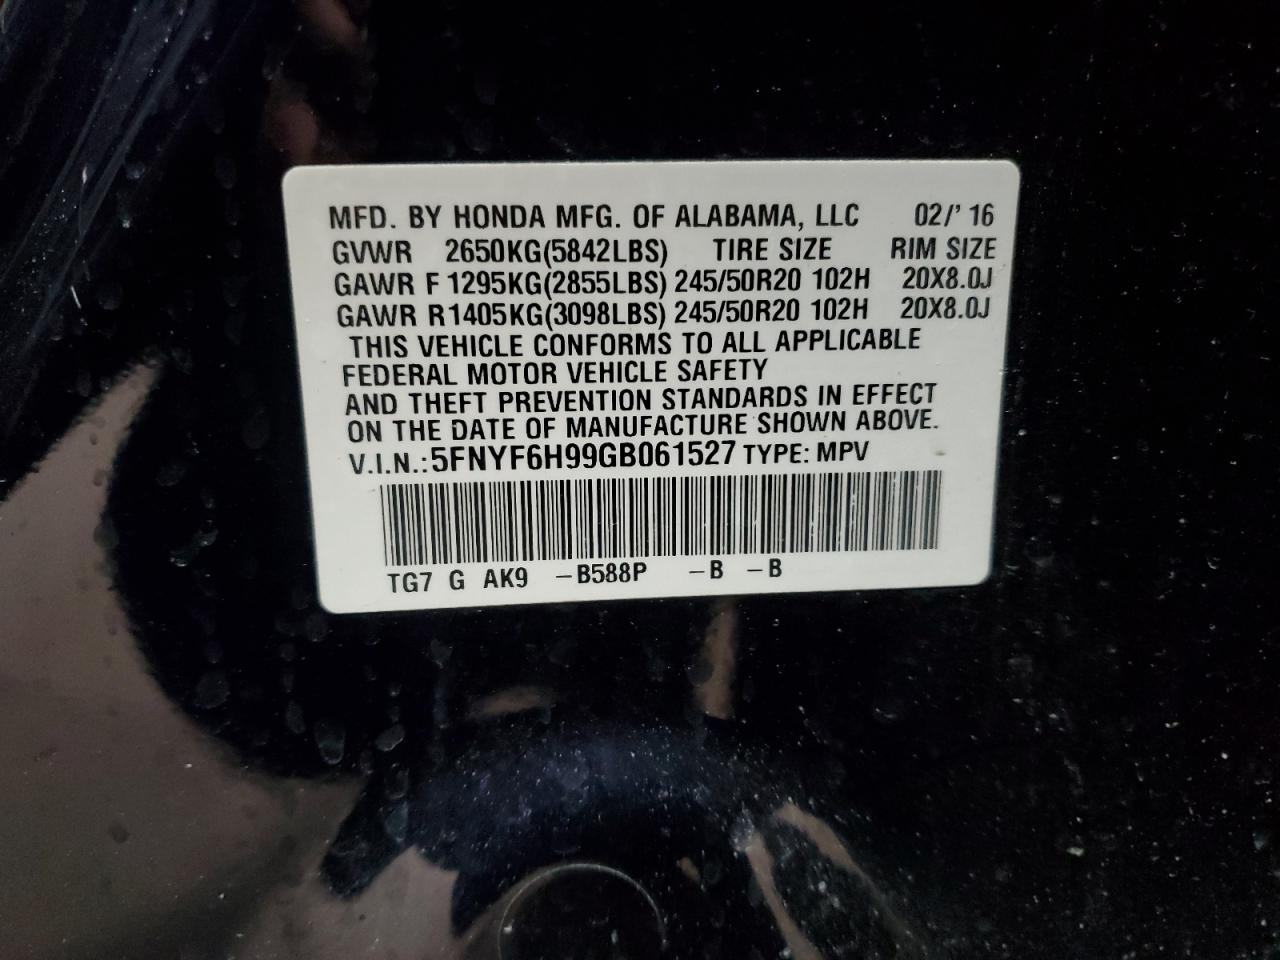 MFD. BY HONDA MFG. OF ALABAMA, LLC 02/' 16
GVWR 2650KG(5842LBS) TIRE SIZE RIM SIZE
GAWR F 1295KG(2855LBS) 245/50R20 102H 20X8.0J
GAWR R1405KG(3098LBS) 245/50R20 102H 20X8.0J
THIS VEHICLE CONFORMS TO ALL APPLICABLE
FEDERAL MOTOR VEHICLE SAFETY
AND THEFT PREVENTION STANDARDS IN EFFECT
ON THE DATE OF MANUFACTURE SHOWN ABOVE.
V.I.N.:5FNYF6H99GB061527 TYPE: MPV
TG7 G AK9 –B588P –B –B